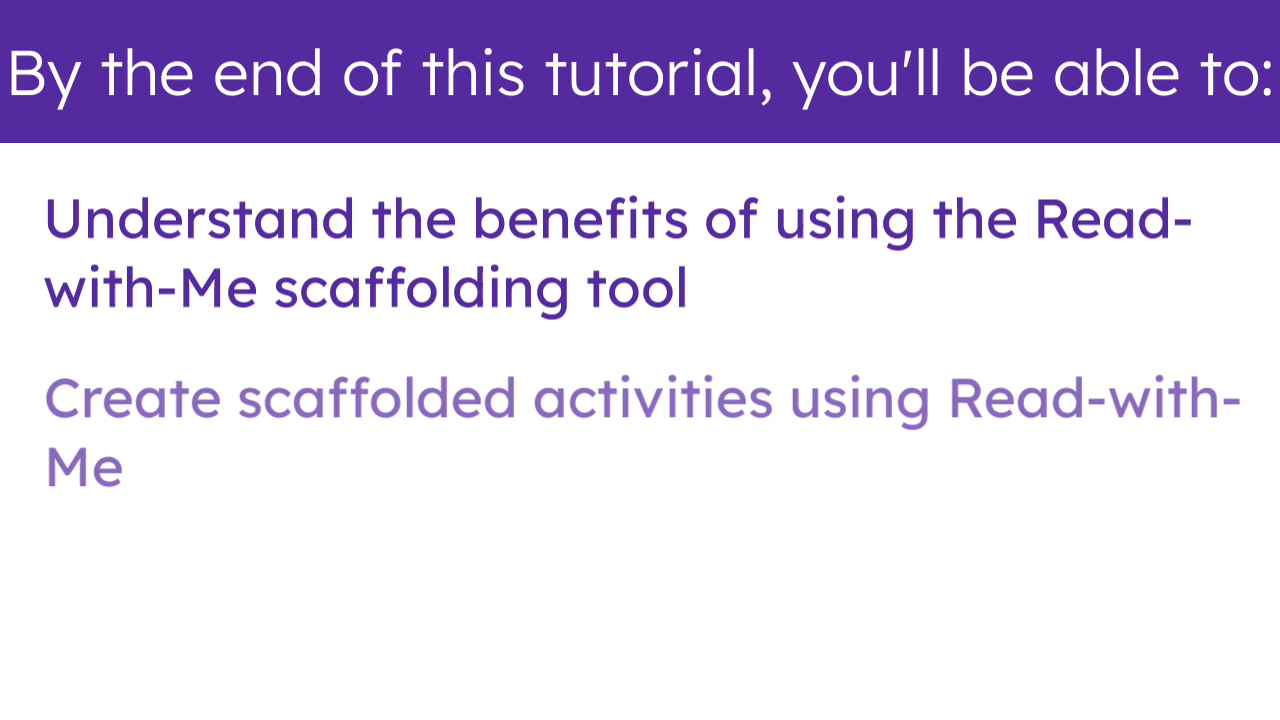 By the end of this tutorial, you'll be able to:
Understand the benefits of using the Read-
with-Me scaffolding tool
Create scaffolded activities using Read-with-
Me